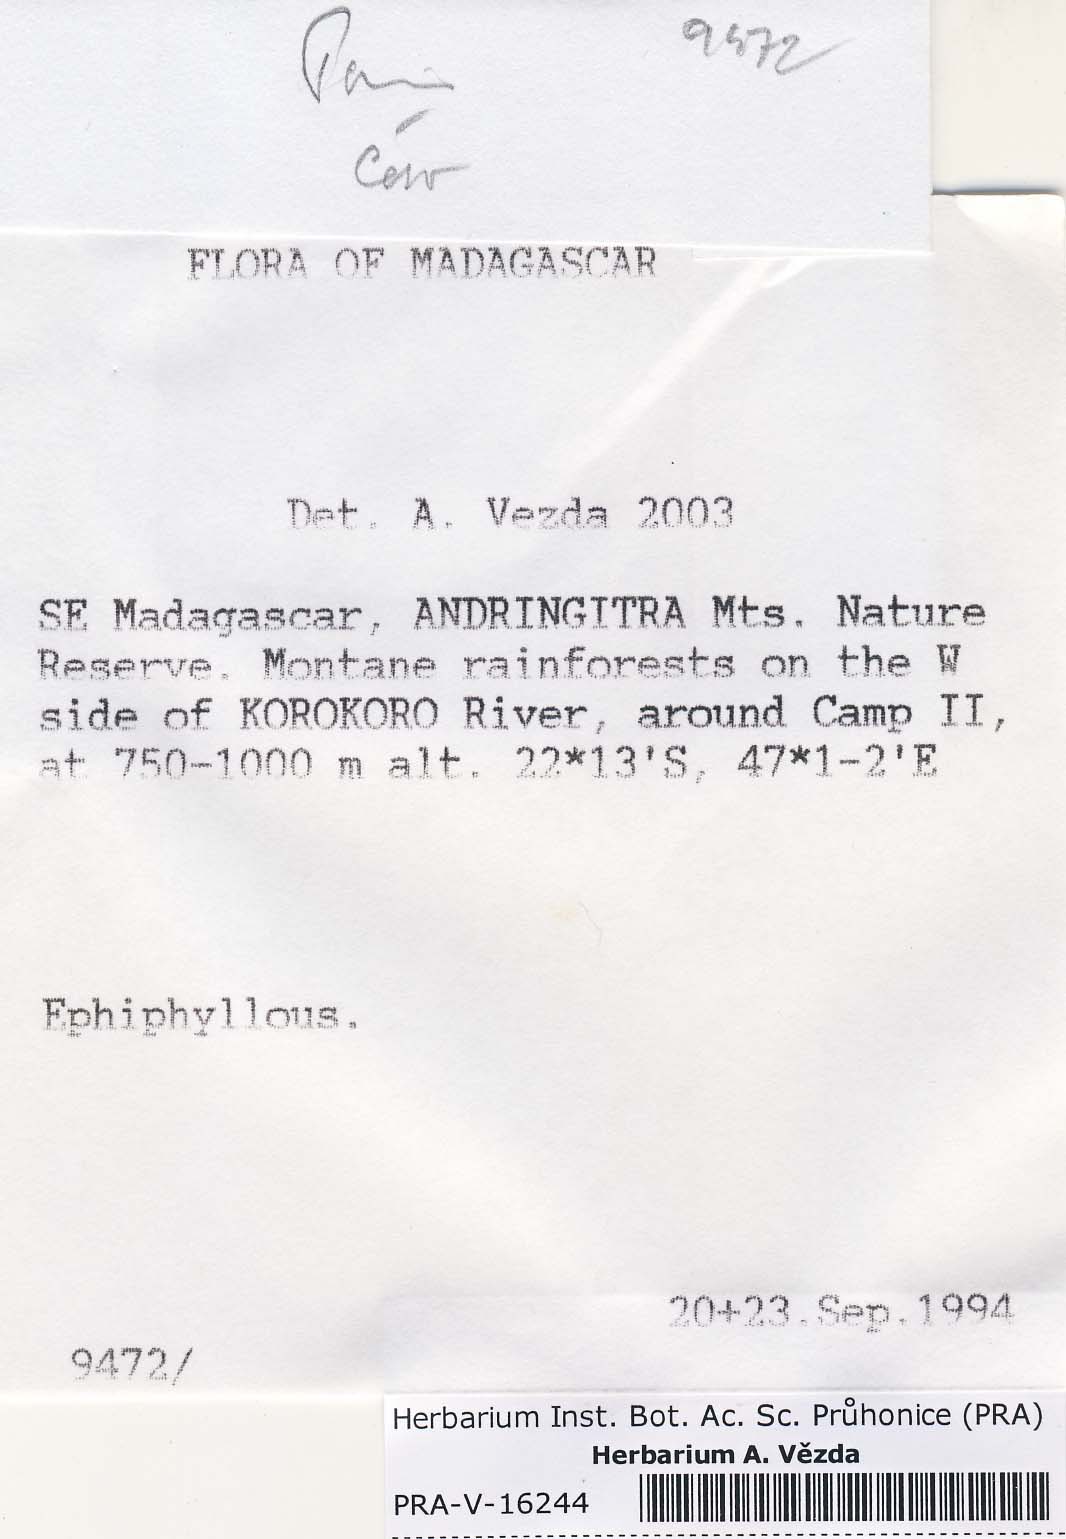 9472
FLORA OF MADAGASCAR
Det. A. Vezda 2003
SE Madagascar, ANDRINGITRA Mts. Nature
Reserve. Montane rainforests on the W
side of KOROKORO River, around Camp II,
at 750-1000 m alt. 22*13'S, 47*1-2'E
Ephiphyllous.
20+23.Sep.1994
9472/
Herbarium Inst. Bot. Ac. Sc. Průhonice (PRA)
Herbarium A. Vězda
PRA-V-16244